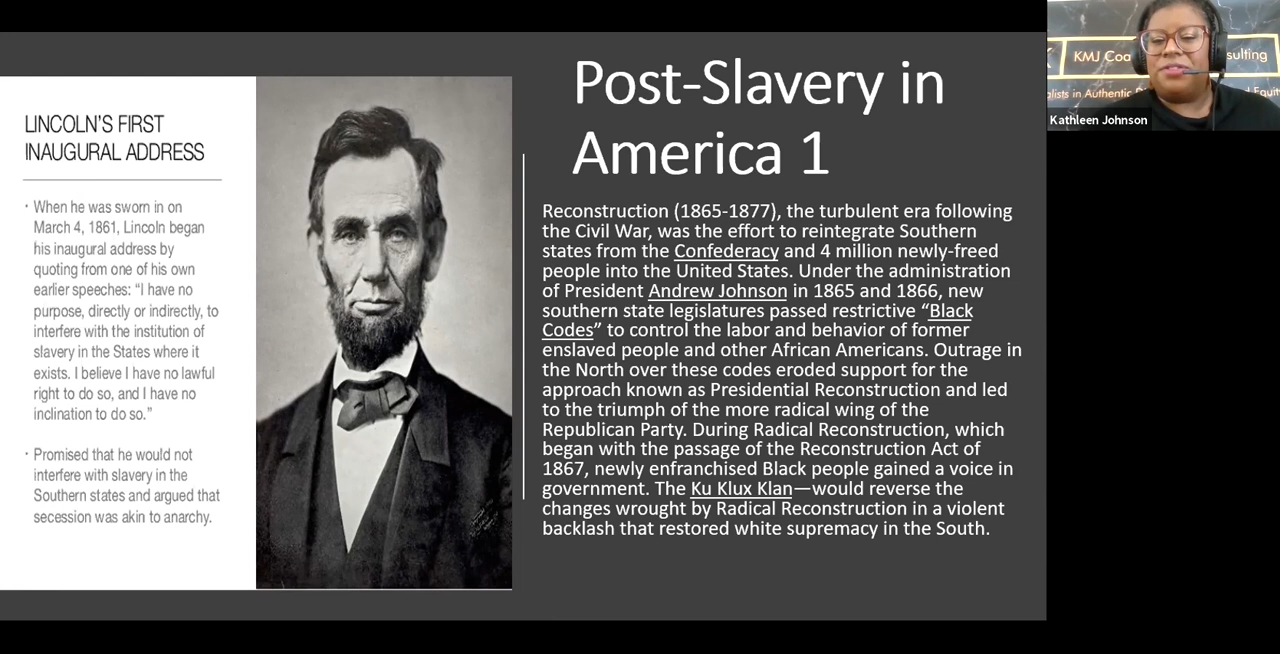 LINCOLN'S FIRST
INAUGURAL ADDRESS
• When he was sworn in on
March 4, 1861, Lincoln began
his inaugural address by
quoting from one of his own
earlier speeches: “I have no
purpose, directly or indirectly, to
interfere with the institution of
slavery in the States where it
exists. I believe I have no lawful
right to do so, and I have no
inclination to do so.”
• Promised that he would not
interfere with slavery in the
Southern states and argued that
secession was akin to anarchy.
Post-Slavery in
America 1
Reconstruction (1865-1877), the turbulent era following
the Civil War, was the effort to reintegrate Southern
states from the Confederacy and 4 million newly-freed
people into the United States. Under the administration
of President Andrew Johnson in 1865 and 1866, new
southern state legislatures passed restrictive “Black
Codes” to control the labor and behavior of former
enslaved people and other African Americans. Outrage in
the North over these codes eroded support for the
approach known as Presidential Reconstruction and led
to the triumph of the more radical wing of the
Republican Party. During Radical Reconstruction, which
began with the passage of the Reconstruction Act of
1867, newly enfranchised Black people gained a voice in
government. The Ku Klux Klan—would reverse the
changes wrought by Radical Reconstruction in a violent
backlash that restored white supremacy in the South.
KMJ Coa sulting
alists in Authentic
Kathleen Johnson